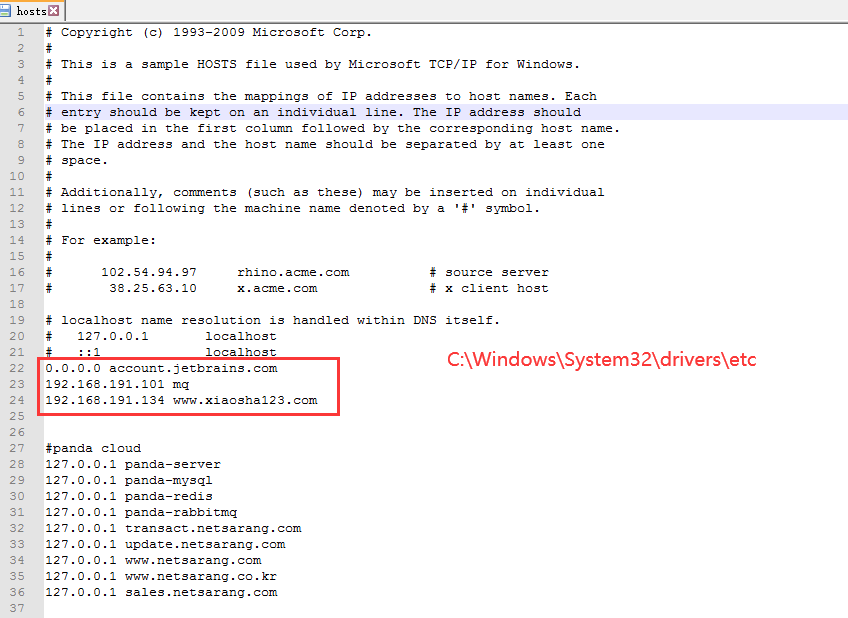 hosts
1 # Copyright (c) 1993-2009 Microsoft Corp.
2 #
3 # This is a sample HOSTS file used by Microsoft TCP/IP for Windows.
4 #
5 # This file contains the mappings of IP addresses to host names. Each
6 # entry should be kept on an individual line. The IP address should
7 # be placed in the first column followed by the corresponding host name.
8 # The IP address and the host name should be separated by at least one
9 # space.
10 #
11 # Additionally, comments (such as these) may be inserted on individual
12 # lines or following the machine name denoted by a '#' symbol.
13 #
14 # For example:
15 #
16 #      102.54.94.97     rhino.acme.com          # source server
17 #       38.25.63.10     x.acme.com              # x client host
18
19 # localhost name resolution is handled within DNS itself.
20 #   127.0.0.1       localhost
21 #   ::1             localhost
C:\Windows\System32\drivers\etc
22 0.0.0.0 account.jetbrains.com
23 192.168.191.101 mq
24 192.168.191.134 www.xiaosha123.com
25
26
27 #panda cloud
28 127.0.0.1 panda-server
29 127.0.0.1 panda-mysql
30 127.0.0.1 panda-redis
31 127.0.0.1 panda-rabbitmq
32 127.0.0.1 transact.netsarang.com
33 127.0.0.1 update.netsarang.com
34 127.0.0.1 www.netsarang.com
35 127.0.0.1 www.netsarang.co.kr
36 127.0.0.1 sales.netsarang.com
37